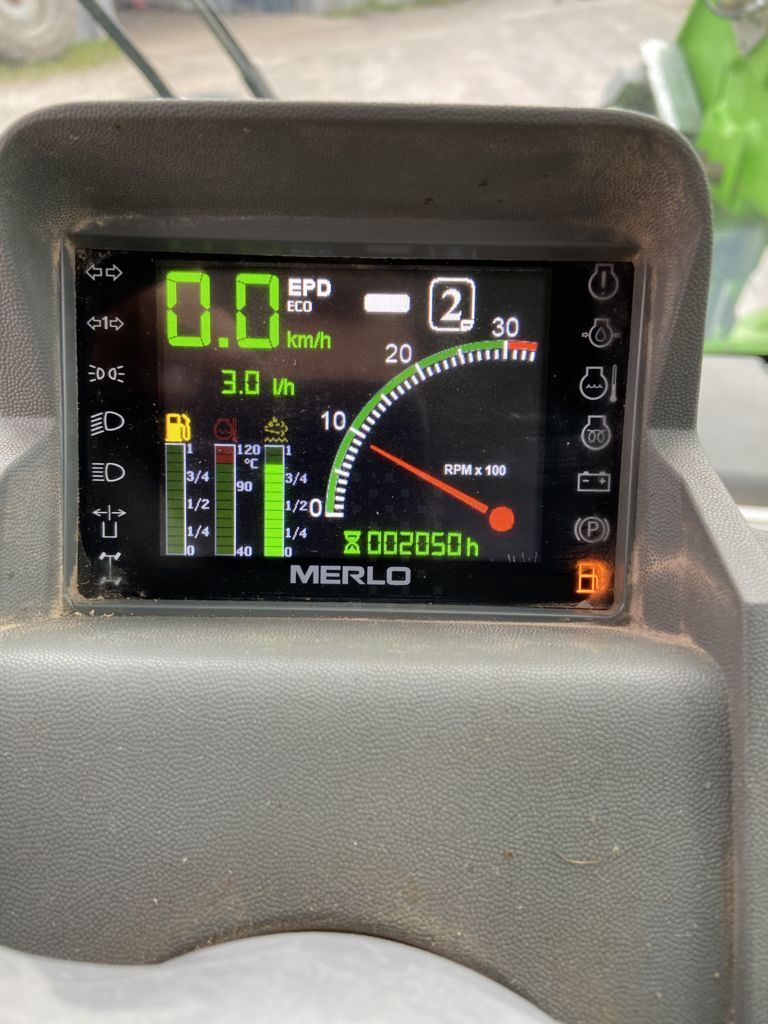 0.0 EPD
ECO
km/h
2
3.0 l/h
30
20
10
0
RPM x 100
1 120 1
°C
3/4 90 3/4
1/2 1/2
1/4 1/4
0 40 0
002050h
MERLO
1
P